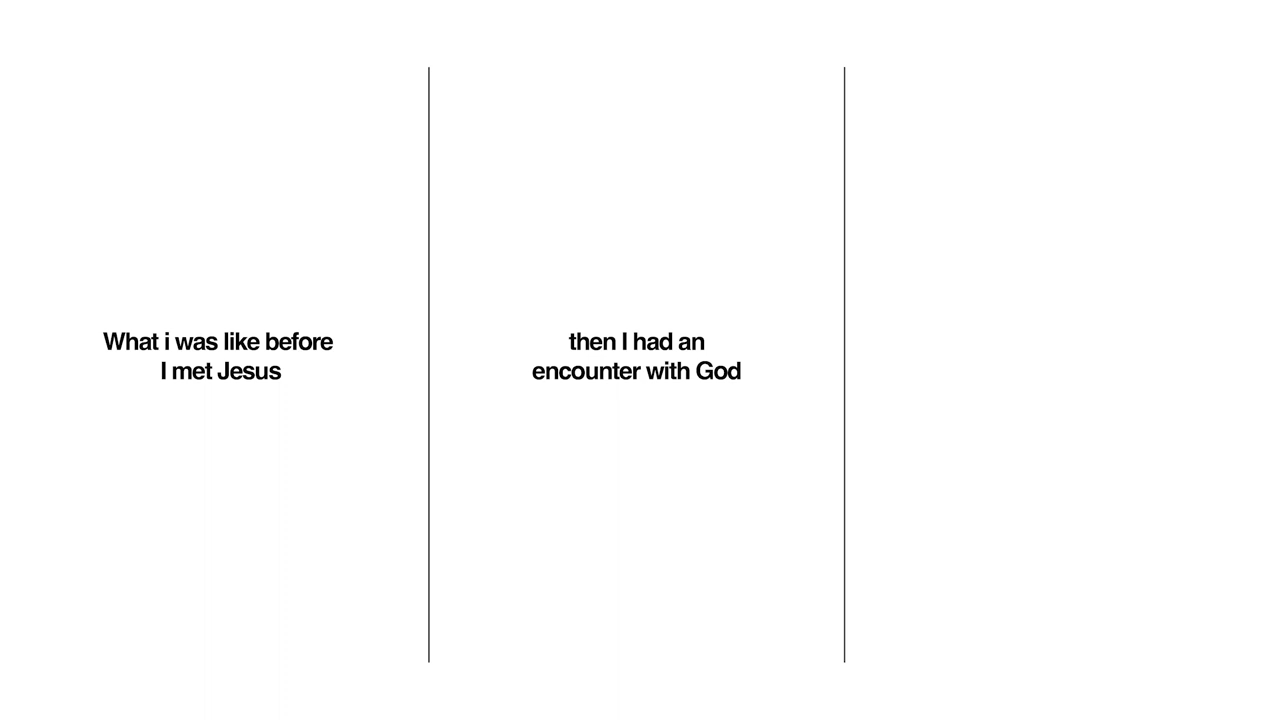 What i was like before
I met Jesus
then I had an
encounter with God